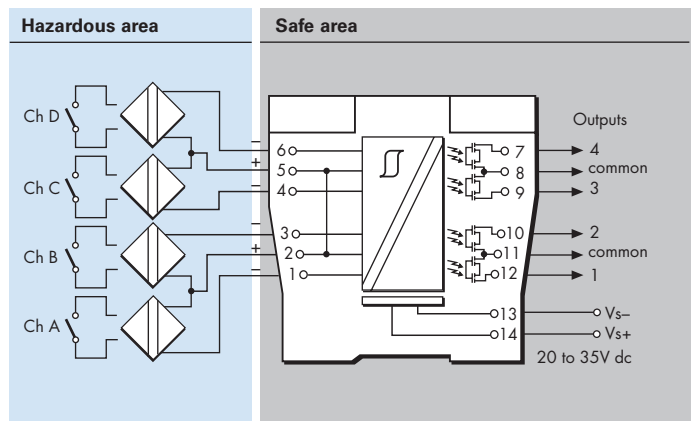 Hazardous area
Safe area
Ch D
Ch C
Ch B
Ch A
−
+
−
−
+
−
6
5
4
3
2
1
7
8
9
10
11
12
13
14
Outputs
4
common
3
2
common
1
Vs–
Vs+
20 to 35V dc